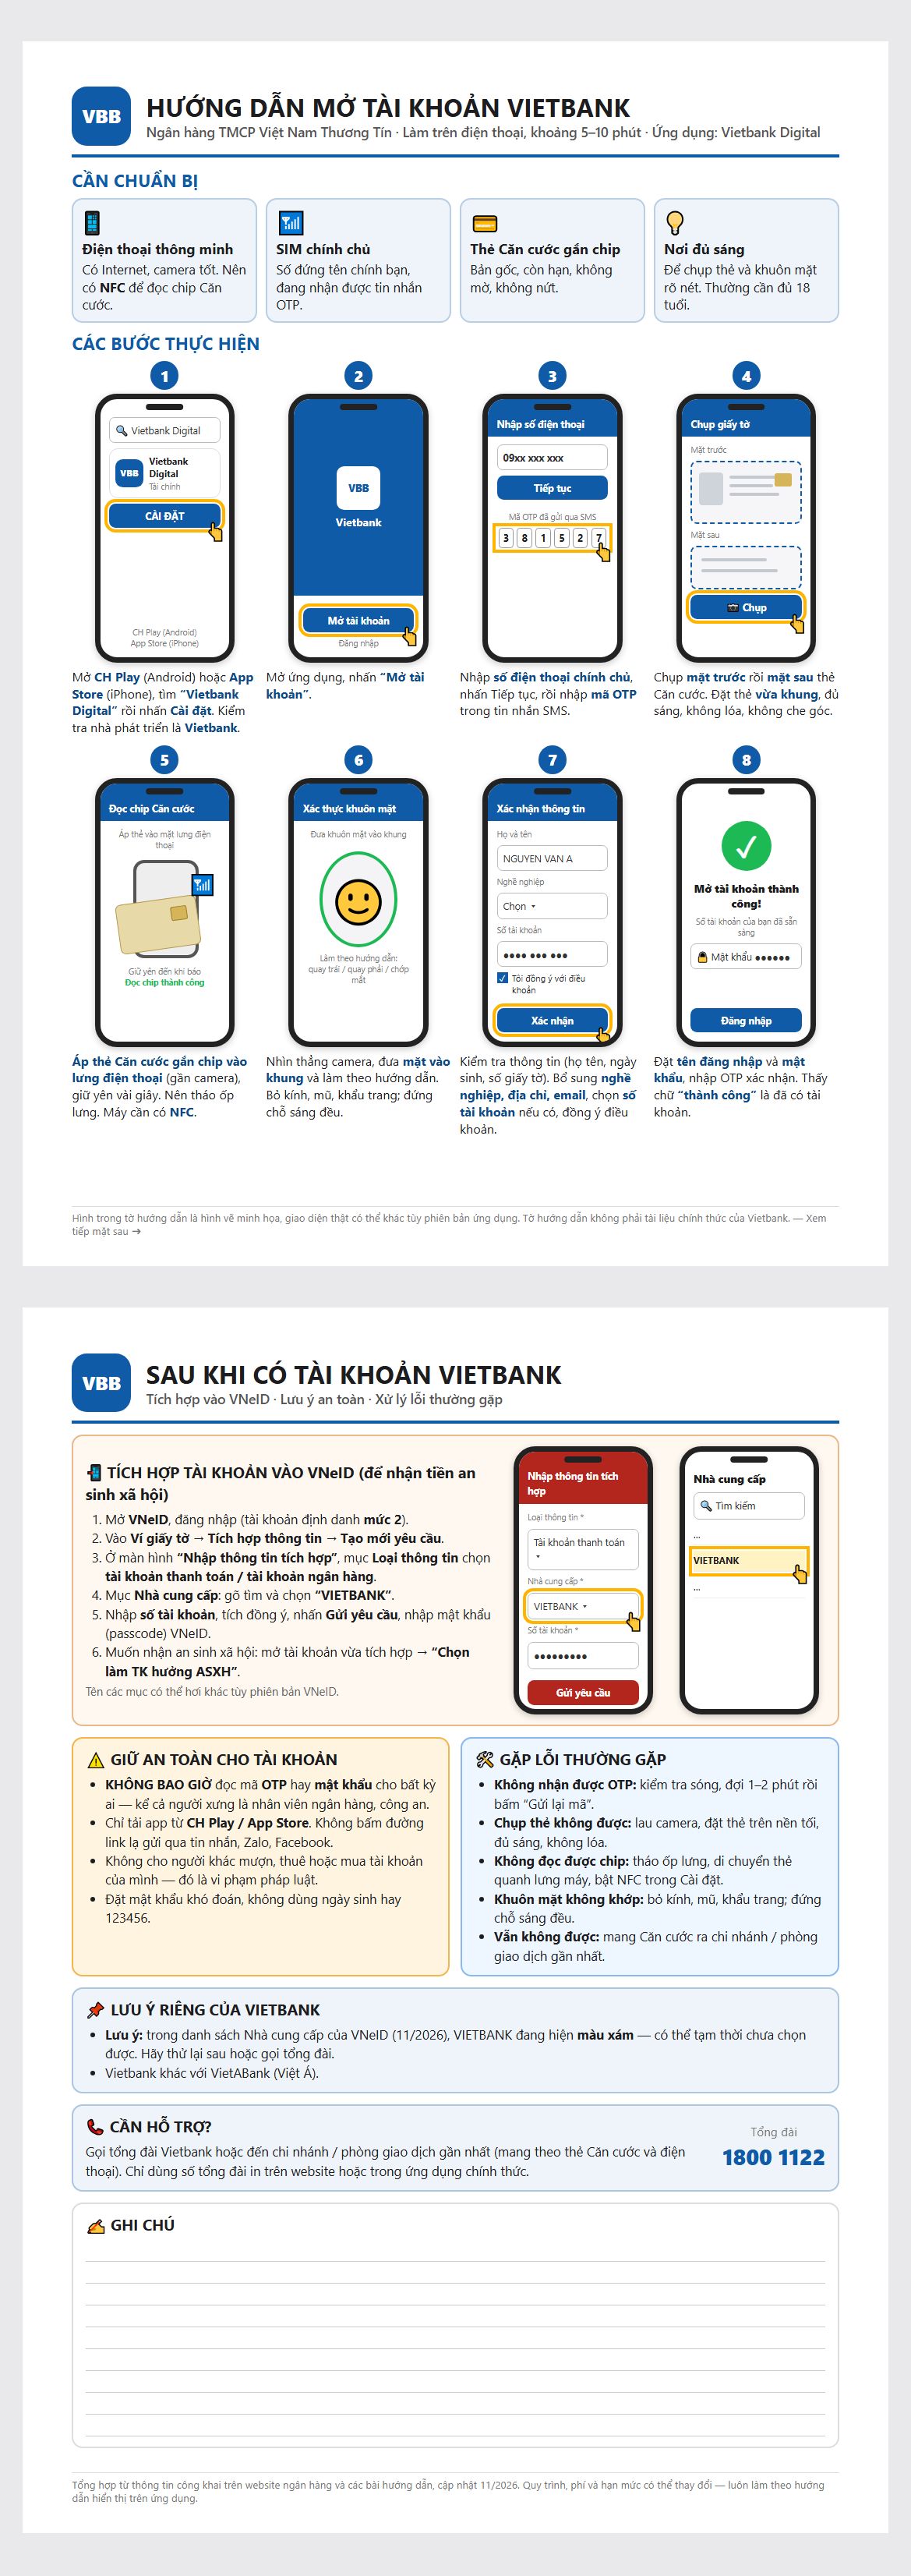 VBB
HƯỚNG DẪN MỞ TÀI KHOẢN VIETBANK
Ngân hàng TMCP Việt Nam Thương Tín · Làm trên điện thoại, khoảng 5–10 phút · Ứng dụng: Vietbank Digital
CẦN CHUẨN BỊ
Điện thoại thông minh
Có Internet, camera tốt. Nên
có NFC để đọc chip Căn
cước.
SIM chính chủ
Số đứng tên chính bạn,
đang nhận được tin nhắn
OTP.
Thẻ Căn cước gắn chip
Bản gốc, còn hạn, không
mờ, không nứt.
Nơi đủ sáng
Để chụp thẻ và khuôn mặt
rõ nét. Thường cần đủ 18
tuổi.
CÁC BƯỚC THỰC HIỆN
1
Vietbank Digital
VBB
Vietbank
Digital
Tài chính
CÀI ĐẶT
CH Play (Android)
App Store (iPhone)
Mở CH Play (Android) hoặc App
Store (iPhone), tìm “Vietbank
Digital” rồi nhấn Cài đặt. Kiểm
tra nhà phát triển là Vietbank.
2
VBB
Vietbank
Mở tài khoản
Đăng nhập
Mở ứng dụng, nhấn “Mở tài
khoản”.
3
Nhập số điện thoại
09xx xxx xxx
Tiếp tục
Mã OTP đã gửi qua SMS
3 8 1 5 2 7
Nhập số điện thoại chính chủ,
nhấn Tiếp tục, rồi nhập mã OTP
trong tin nhắn SMS.
4
Chụp giấy tờ
Mặt trước
Mặt sau
Chụp
Chụp mặt trước rồi mặt sau thẻ
Căn cước. Đặt thẻ vừa khung, đủ
sáng, không lóa, không che góc.
5
Đọc chip Căn cước
Áp thẻ vào mặt lưng điện
thoại
Giữ yên đến khi báo
Đọc chip thành công
Áp thẻ Căn cước gắn chip vào
lưng điện thoại (gần camera),
giữ yên vài giây. Nên tháo ốp
lưng. Máy cần có NFC.
6
Xác thực khuôn mặt
Đưa khuôn mặt vào khung
Làm theo hướng dẫn:
quay trái / quay phải / chớp
mắt
Nhìn thẳng camera, đưa mặt vào
khung và làm theo hướng dẫn.
Bỏ kính, mũ, khẩu trang; đứng
chỗ sáng đều.
7
Xác nhận thông tin
Họ và tên
NGUYEN VAN A
Nghề nghiệp
Chọn ▾
Số tài khoản
●●●● ●●● ●●●
Tôi đồng ý với điều
khoản
Xác nhận
Kiểm tra thông tin (họ tên, ngày
sinh, số giấy tờ). Bổ sung nghề
nghiệp, địa chỉ, email, chọn số
tài khoản nếu có, đồng ý điều
khoản.
8
Mở tài khoản thành
công!
Số tài khoản của bạn đã sẵn
sàng
Mật khẩu ●●●●●●
Đăng nhập
Đặt tên đăng nhập và mật
khẩu, nhập OTP xác nhận. Thấy
chữ “thành công” là đã có tài
khoản.
Hình trong tờ hướng dẫn là hình vẽ minh họa, giao diện thật có thể khác tùy phiên bản ứng dụng. Tờ hướng dẫn không phải tài liệu chính thức của Vietbank. — Xem
tiếp mặt sau →
VBB
SAU KHI CÓ TÀI KHOẢN VIETBANK
Tích hợp vào VNeID · Lưu ý an toàn · Xử lý lỗi thường gặp
TÍCH HỢP TÀI KHOẢN VÀO VNeID (để nhận tiền an
sinh xã hội)
1. Mở VNeID, đăng nhập (tài khoản định danh mức 2).
2. Vào Ví giấy tờ → Tích hợp thông tin → Tạo mới yêu cầu.
3. Ở màn hình “Nhập thông tin tích hợp”, mục Loại thông tin chọn
tài khoản thanh toán / tài khoản ngân hàng.
4. Mục Nhà cung cấp: gõ tìm và chọn “VIETBANK”.
5. Nhập số tài khoản, tích đồng ý, nhấn Gửi yêu cầu, nhập mật khẩu
(passcode) VNeID.
6. Muốn nhận an sinh xã hội: mở tài khoản vừa tích hợp → “Chọn
làm TK hưởng ASXH”.
Tên các mục có thể hơi khác tùy phiên bản VNeID.
Nhập thông tin tích
hợp
Loại thông tin *
Tài khoản thanh toán
▾
Nhà cung cấp *
VIETBANK ▾
Số tài khoản *
●●●●●●●●●
Gửi yêu cầu
Nhà cung cấp
Tìm kiếm
...
VIETBANK
...
GIỮ AN TOÀN CHO TÀI KHOẢN
• KHÔNG BAO GIỜ đọc mã OTP hay mật khẩu cho bất kỳ
ai — kể cả người xưng là nhân viên ngân hàng, công an.
• Chỉ tải app từ CH Play / App Store. Không bấm đường
link lạ gửi qua tin nhắn, Zalo, Facebook.
• Không cho người khác mượn, thuê hoặc mua tài khoản
của mình — đó là vi phạm pháp luật.
• Đặt mật khẩu khó đoán, không dùng ngày sinh hay
123456.
GẶP LỖI THƯỜNG GẶP
• Không nhận được OTP: kiểm tra sóng, đợi 1–2 phút rồi
bấm “Gửi lại mã”.
• Chụp thẻ không được: lau camera, đặt thẻ trên nền tối,
đủ sáng, không lóa.
• Không đọc được chip: tháo ốp lưng, di chuyển thẻ
quanh lưng máy, bật NFC trong Cài đặt.
• Khuôn mặt không khớp: bỏ kính, mũ, khẩu trang; đứng
chỗ sáng đều.
• Vẫn không được: mang Căn cước ra chi nhánh / phòng
giao dịch gần nhất.
LƯU Ý RIÊNG CỦA VIETBANK
• Lưu ý: trong danh sách Nhà cung cấp của VNeID (11/2026), VIETBANK đang hiện màu xám — có thể tạm thời chưa chọn
được. Hãy thử lại sau hoặc gọi tổng đài.
• Vietbank khác với VietABank (Việt Á).
CẦN HỖ TRỢ?
Gọi tổng đài Vietbank hoặc đến chi nhánh / phòng giao dịch gần nhất (mang theo thẻ Căn cước và điện
thoại). Chỉ dùng số tổng đài in trên website hoặc trong ứng dụng chính thức.
Tổng đài
1800 1122
GHI CHÚ
Tổng hợp từ thông tin công khai trên website ngân hàng và các bài hướng dẫn, cập nhật 11/2026. Quy trình, phí và hạn mức có thể thay đổi — luôn làm theo hướng
dẫn hiển thị trên ứng dụng.